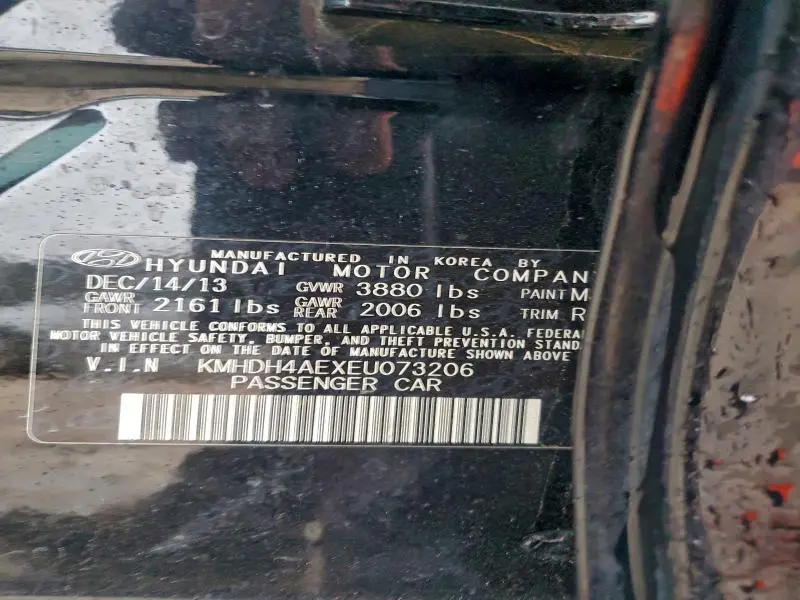 MANUFACTURED IN KOREA BY
HYUNDAI MOTOR COMPAN
DEC/14/13 GVWR 3880 lbs PAINT M
GAWR FRONT 2161 lbs GAWR REAR 2006 lbs TRIM R
THIS VEHICLE CONFORMS TO ALL APPLICABLE U.S.A. FEDERA
MOTOR VEHICLE SAFETY, BUMPER, AND THEFT PREVENTION STAND
IN EFFECT ON THE DATE OF MANUFACTURE SHOWN ABOVE
V.I.N KMHDH4AEXEU073206
PASSENGER CAR